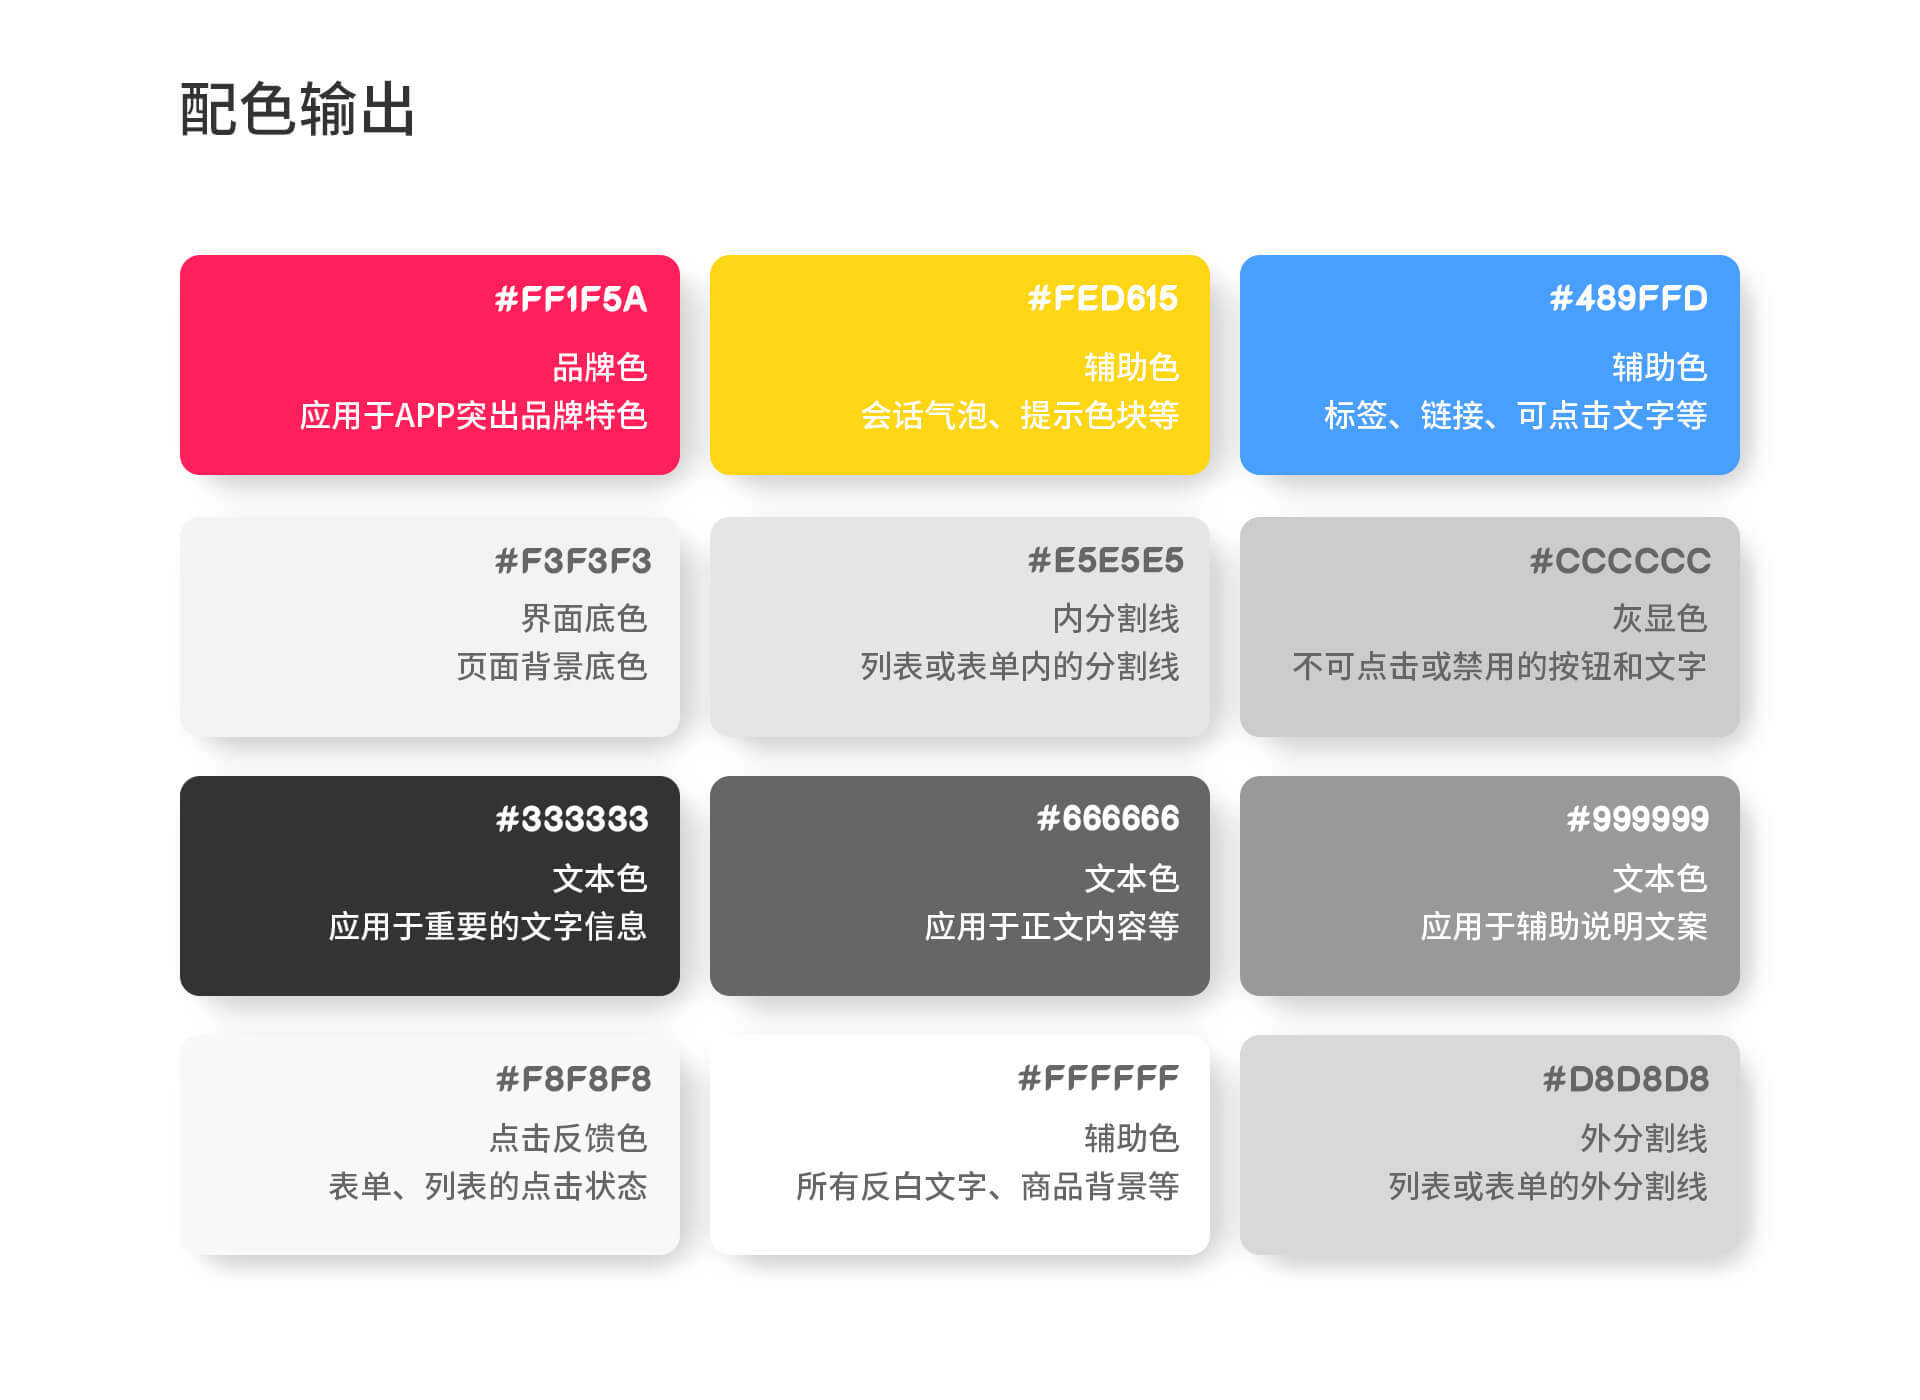 配色输出
#FF1F5A
品牌色
应用于APP突出品牌特色
#FED615
辅助色
会话气泡、提示色块等
#489FFD
辅助色
标签、链接、可点击文字等
#F3F3F3
界面底色
页面背景底色
#E5E5E5
内分割线
列表或表单内的分割线
#CCCCCC
灰显色
不可点击或禁用的按钮和文字
#333333
文本色
应用于重要的文字信息
#666666
文本色
应用于正文内容等
#999999
文本色
应用于辅助说明文案
#F8F8F8
点击反馈色
表单、列表的点击状态
#FFFFFF
辅助色
所有反白文字、商品背景等
#D8D8D8
外分割线
列表或表单的外分割线